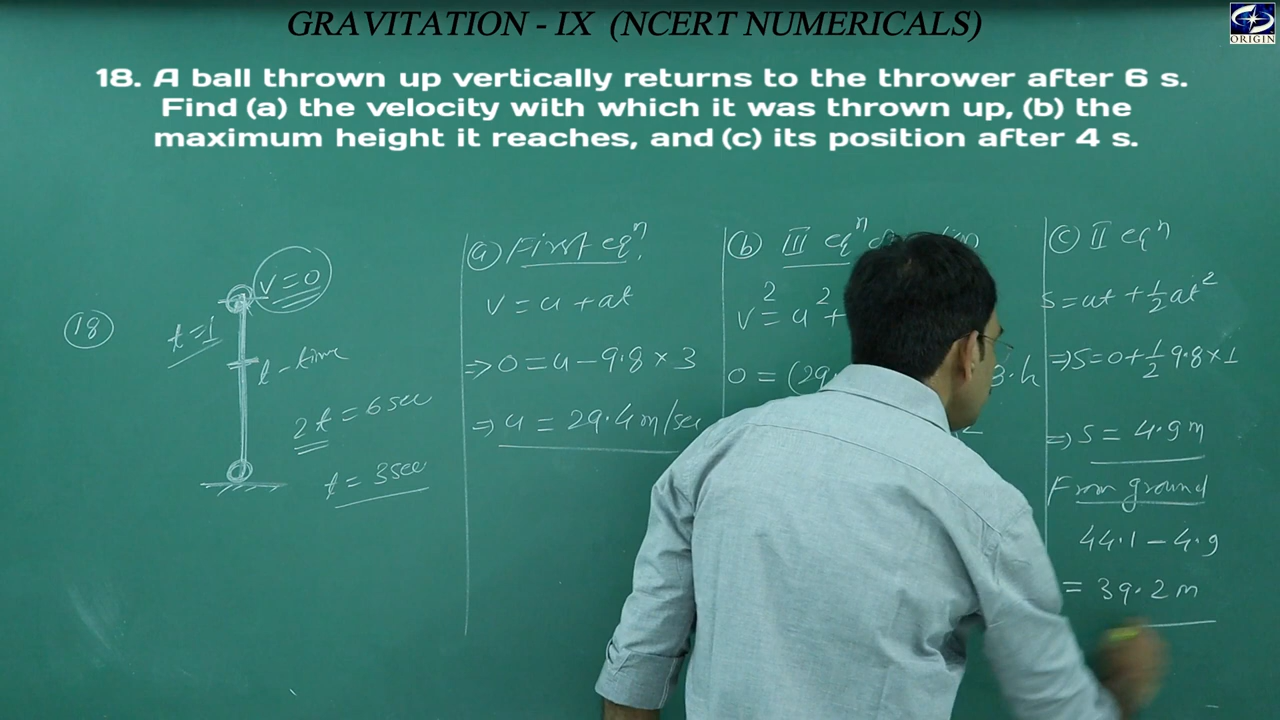 GRAVITATION - IX (NCERT NUMERICALS)
ORIGIN
18. A ball thrown up vertically returns to the thrower after 6 s.
Find (a) the velocity with which it was thrown up, (b) the
maximum height it reaches, and (c) its position after 4 s.
(18)
v=0
t=1
t-time
2t = 6sec
t = 3sec
(a) First eqⁿ.
v = u + at
⇒ 0 = u - 9.8 × 3
⇒ u = 29.4 m/sec
(b) III eqⁿ
v² = u² +
0 = (29. 3.h
(c) II eqⁿ
s = ut + ½at²
⇒ s = 0 + ½ 9.8 × 1
⇒ s = 4.9 m
From ground
44.1 - 4.9
= 39.2 m